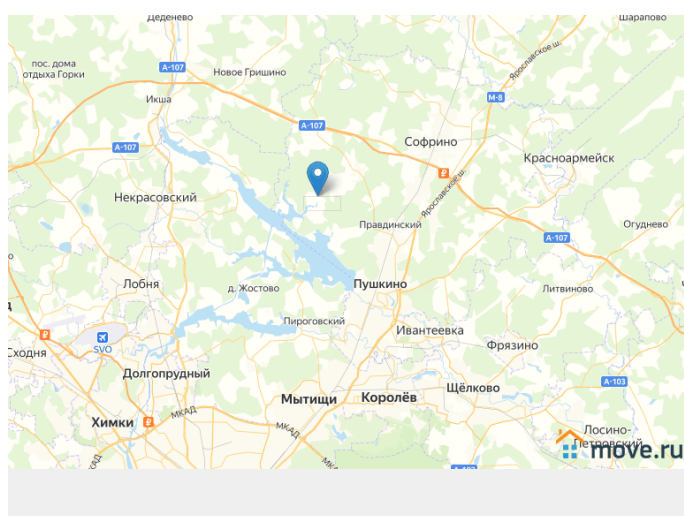 Деденево
Шарапово
пос. дома
отдыха Горки
А-107
Новое Гришино
Ярославское ш.
Икша
М-8
А-107
Софрино
А-107
Красноармейск
Некрасовский
Ярославское ш.
Правдинский
Огуднево
А-107
Лобня
д. Жостово
Пушкино
Литвиново
Пироговский
Ивантеевка
SVO
Сходня
Фрязино
Долгопрудный
А-103
Щёлково
Мытищи
Королёв
МКАД
Химки
МКАД
Лосино-
Петровский
move.ru